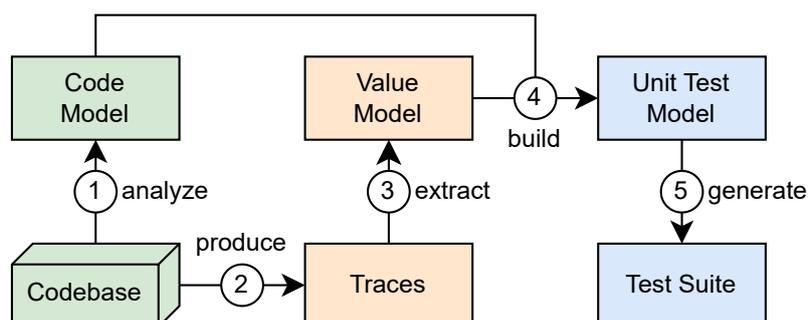 Code
Model
Value
Model
4
Unit Test
Model
build
1 analyze
3 extract
5 generate
produce
Codebase
2
Traces
Test Suite